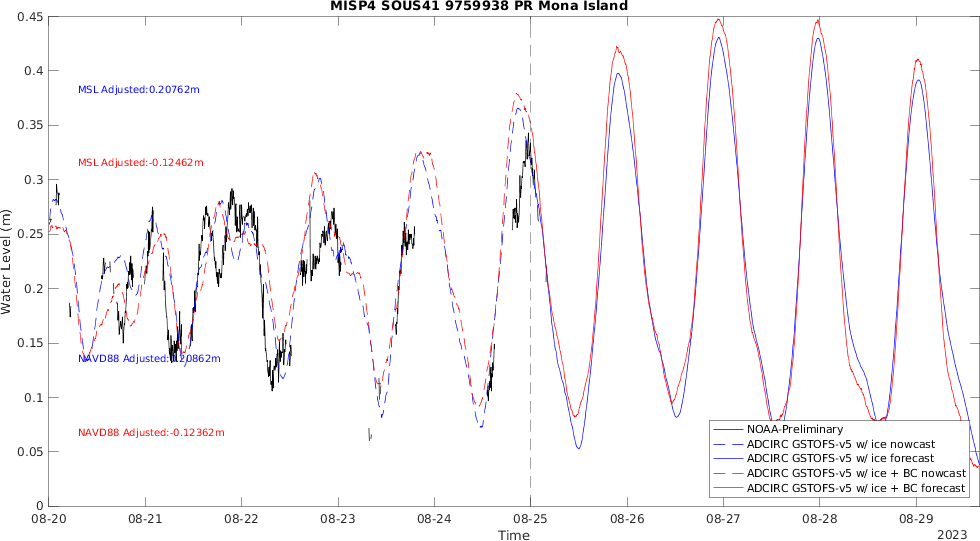 MISP4 SOUS41 9759938 PR Mona Island
0.45
0.4
0.35
0.3
0.25
0.2
0.15
0.1
0.05
0
Water Level (m)
MSL Adjusted:0.20762m
MSL Adjusted:-0.12462m
NAVD88 Adjusted:0.20862m
NAVD88 Adjusted:-0.12362m
NOAA-Preliminary
ADCIRC GSTOFS-v5 w/ ice nowcast
ADCIRC GSTOFS-v5 w/ ice forecast
ADCIRC GSTOFS-v5 w/ ice + BC nowcast
ADCIRC GSTOFS-v5 w/ ice + BC forecast
08-20 08-21 08-22 08-23 08-24 08-25 08-26 08-27 08-28 08-29
Time
2023